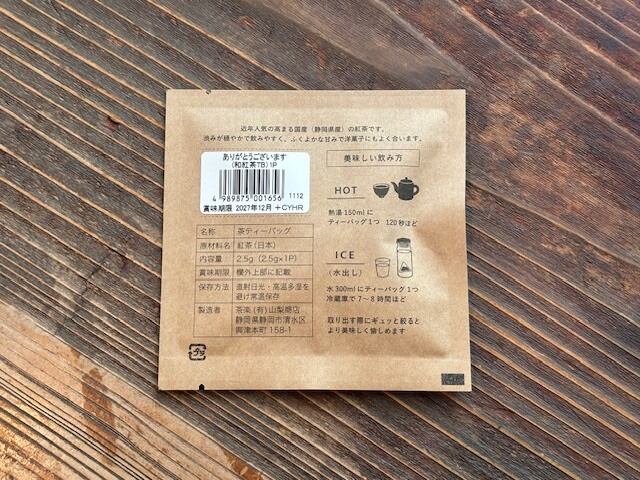 近年人気の高まる国産（静岡県産）の紅茶です。
渋みが穏やかで飲みやすく、ふくよかな甘みで洋菓子にもよく合います。
ありがとうございます
（和紅茶TB）1P
4 989875 001656
1112
賞味期限 2027年12月 +CYHR
名称 茶ティーバッグ
原材料名 紅茶（日本）
内容量 2.5g（2.5g×1P）
賞味期限 欄外上部に記載
保存方法 直射日光・高温多湿を
避け常温保存
製造者 茶楽（有）山梨商店
静岡県静岡市清水区
興津本町158-1
プラ
美味しい飲み方
HOT
熱湯150mlに
ティーバッグ1つ 120秒ほど
ICE
（水出し）
水300mlにティーバッグ1つ
冷蔵庫で7〜8時間ほど
取り出す際にギュッと絞ると
より美味しく愉しめます